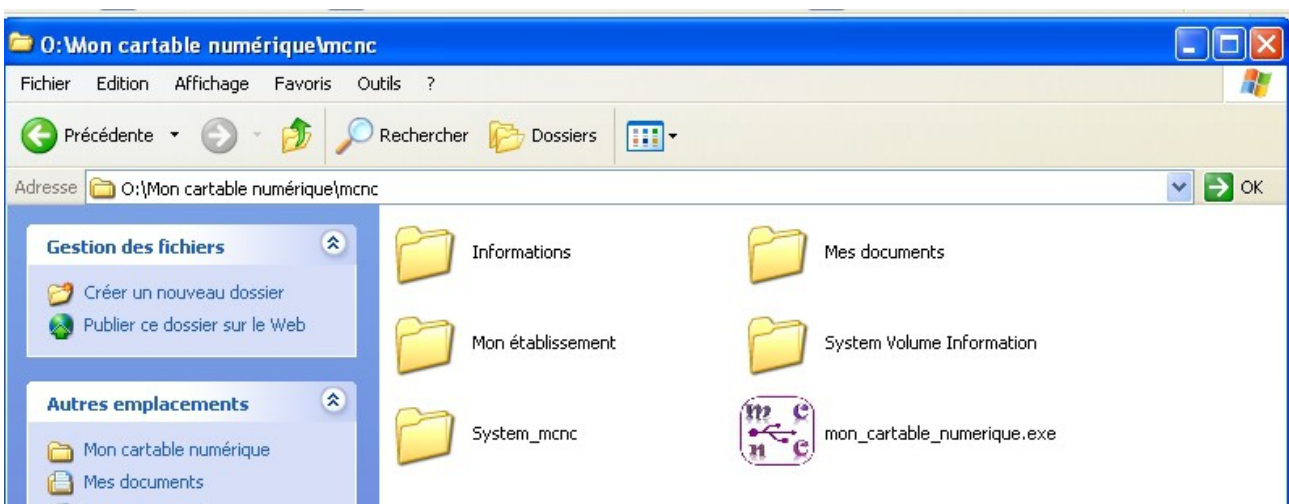 O:\Mon cartable numérique\mcnc
Fichier Edition Affichage Favoris Outils ?
Précédente Rechercher Dossiers
Adresse O:\Mon cartable numérique\mcnc OK
Gestion des fichiers
Créer un nouveau dossier
Publier ce dossier sur le Web
Autres emplacements
Mon cartable numérique
Mes documents
Informations
Mes documents
Mon établissement
System Volume Information
System_mcnc
m c n c
mon_cartable_numerique.exe